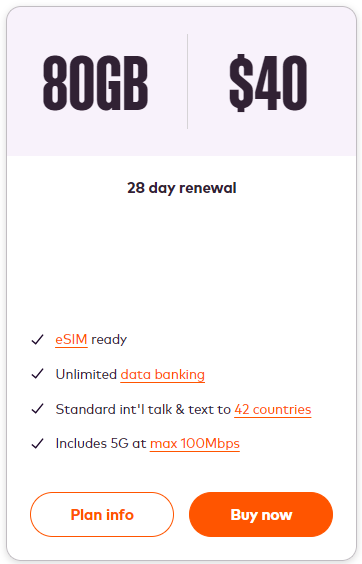 80GB $40
28 day renewal
eSIM ready
Unlimited data banking
Standard int'l talk & text to 42 countries
Includes 5G at max 100Mbps
Plan info Buy now